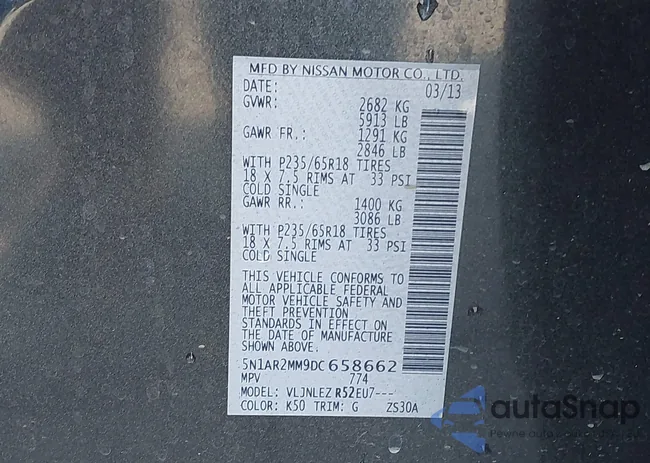 MFD BY NISSAN MOTOR CO., LTD.
DATE: 03/13
GVWR: 2682 KG
5913 LB
GAWR FR.: 1291 KG
2846 LB
WITH P235/65R18 TIRES
18 X 7.5 RIMS AT 33 PSI
COLD SINGLE
GAWR RR.: 1400 KG
3086 LB
WITH P235/65R18 TIRES
18 X 7.5 RIMS AT 33 PSI
COLD SINGLE
THIS VEHICLE CONFORMS TO
ALL APPLICABLE FEDERAL
MOTOR VEHICLE SAFETY AND
THEFT PREVENTION
STANDARDS IN EFFECT ON
THE DATE OF MANUFACTURE
SHOWN ABOVE.
5N1AR2MM9DC658662
MPV 774
MODEL: VLJNLEZ R52EU7---
COLOR: K50 TRIM: G ZS30A
autoSnap
Pewne auto z